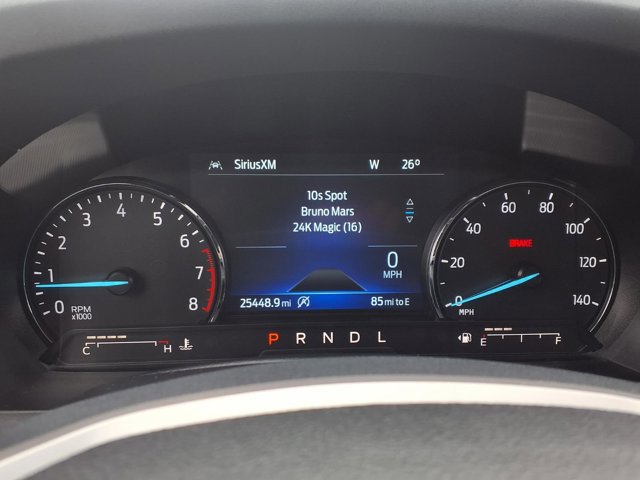 SiriusXM W 26°
10s Spot
Bruno Mars
24K Magic (16)
0
MPH
25448.9 mi 85 mi to E
0 1 2 3 4 5 6 7 8
RPM
x1000
0 20 40 60 80 100 120 140
BRAKE
MPH
C H
P R N D L
E F